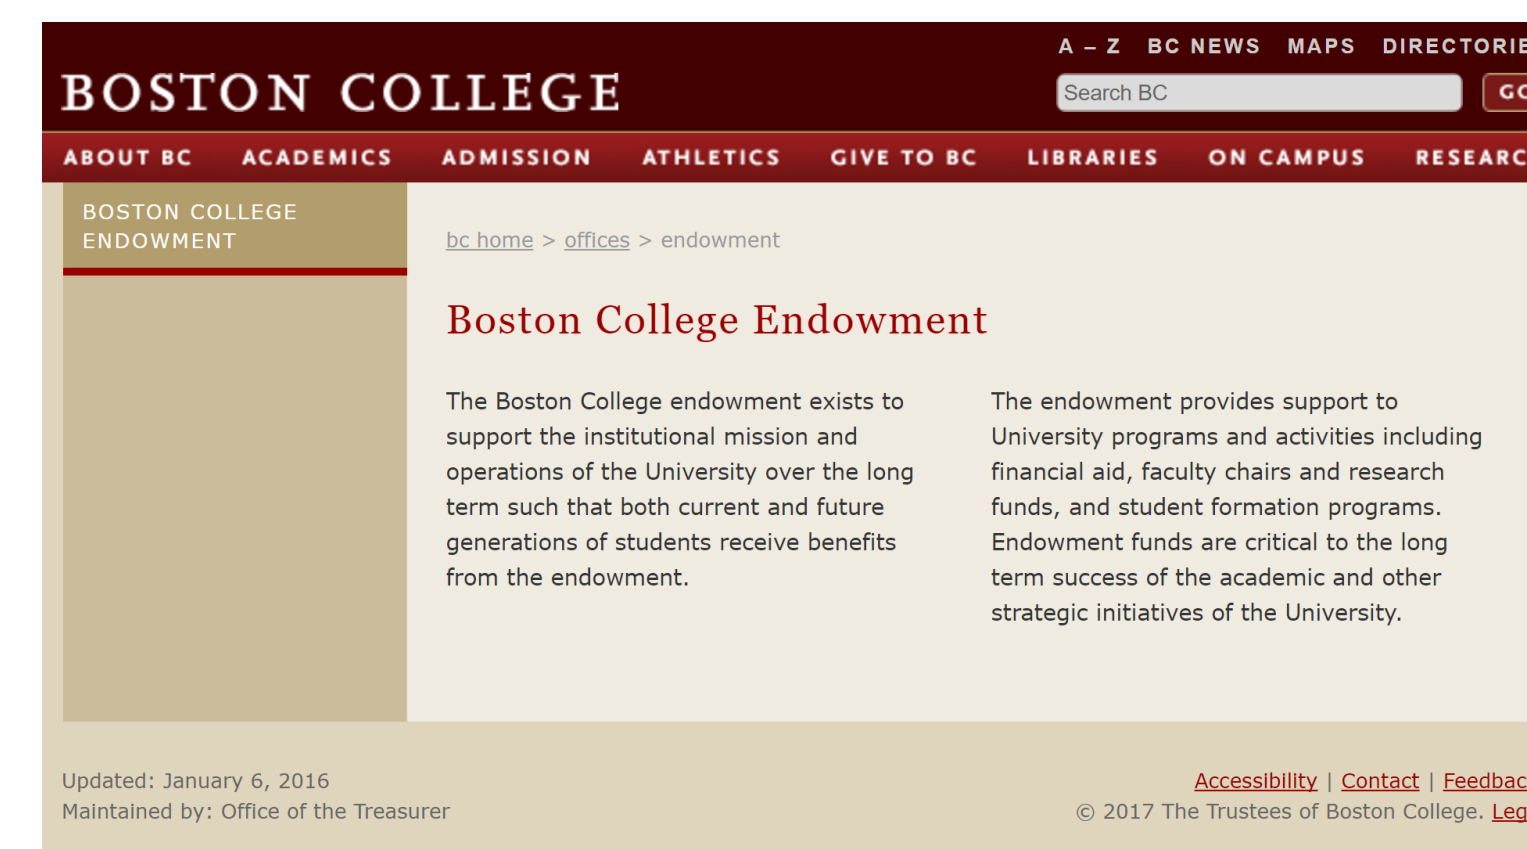 A – Z BC NEWS MAPS DIRECTORIE
BOSTON COLLEGE
Search BC
GO
ABOUT BC ACADEMICS ADMISSION ATHLETICS GIVE TO BC LIBRARIES ON CAMPUS RESEARC
BOSTON COLLEGE
ENDOWMENT
bc home > offices > endowment
Boston College Endowment
The Boston College endowment exists to
support the institutional mission and
operations of the University over the long
term such that both current and future
generations of students receive benefits
from the endowment.
The endowment provides support to
University programs and activities including
financial aid, faculty chairs and research
funds, and student formation programs.
Endowment funds are critical to the long
term success of the academic and other
strategic initiatives of the University.
Updated: January 6, 2016
Maintained by: Office of the Treasurer
Accessibility | Contact | Feedbac
© 2017 The Trustees of Boston College. Leg